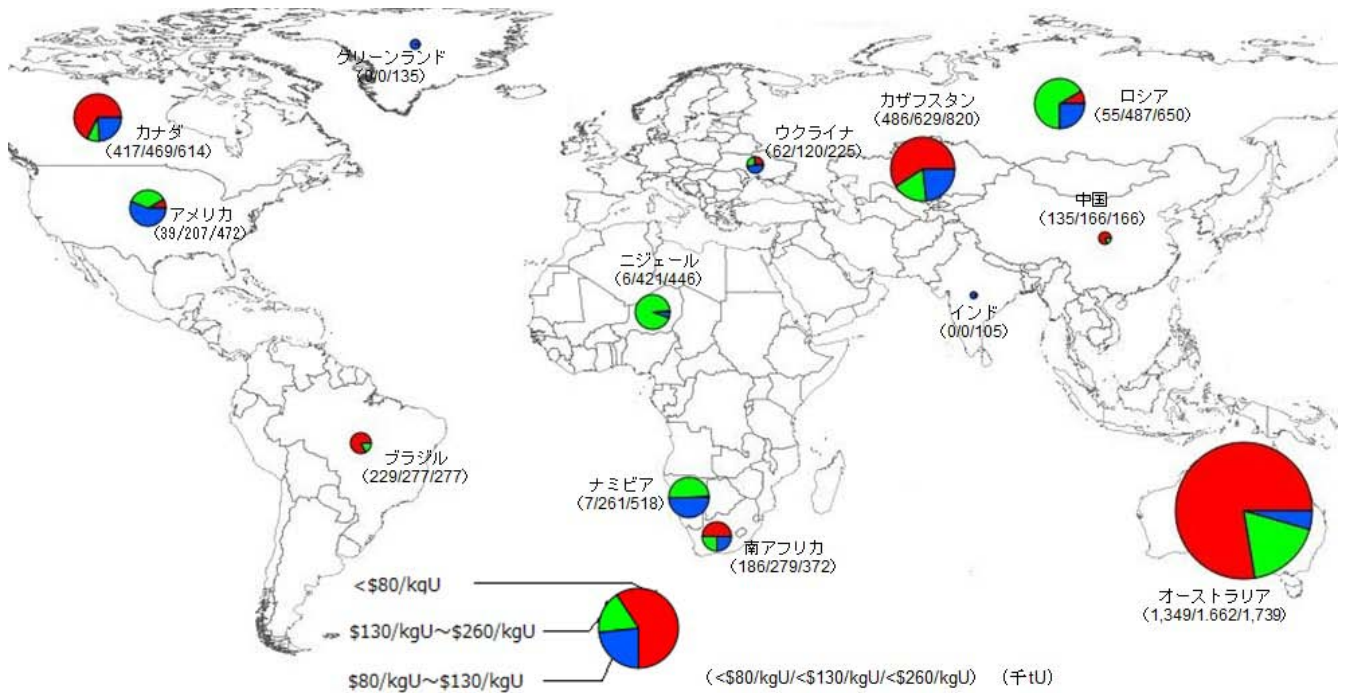 グリーンランド
(0/0/135)
カナダ
(417/469/614)
アメリカ
(39/207/472)
ウクライナ
(62/120/225)
カザフスタン
(486/629/820)
ロシア
(55/487/650)
中国
(135/166/166)
ニジェール
(6/421/446)
インド
(0/0/105)
ブラジル
(229/277/277)
ナミビア
(7/261/518)
南アフリカ
(186/279/372)
オーストラリア
(1,349/1.662/1,739)
<$80/kqU
$130/kgU～$260/kgU
$80/kgU～$130/kgU
(<$80/kgU/<$130/kgU/<$260/kgU) (千tU)